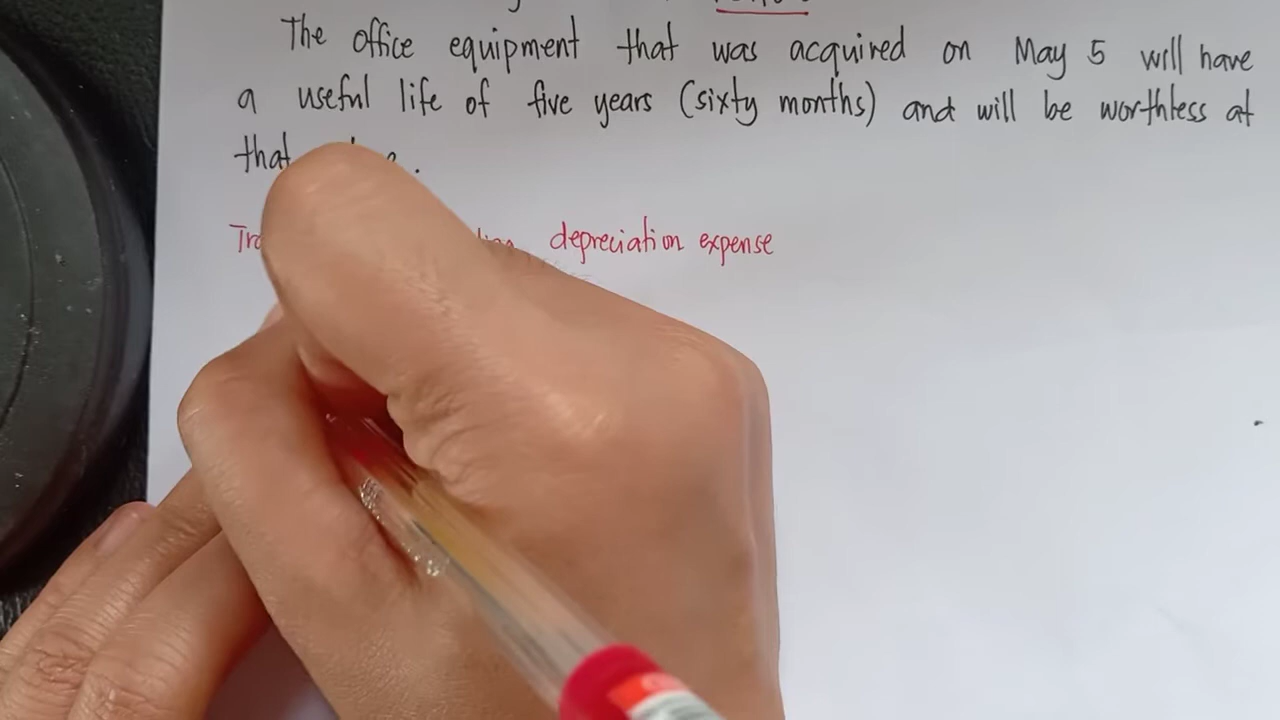 The office equipment that was acquired on May 5 will have
a useful life of five years (sixty months) and will be worthless at
that
depreciation expense